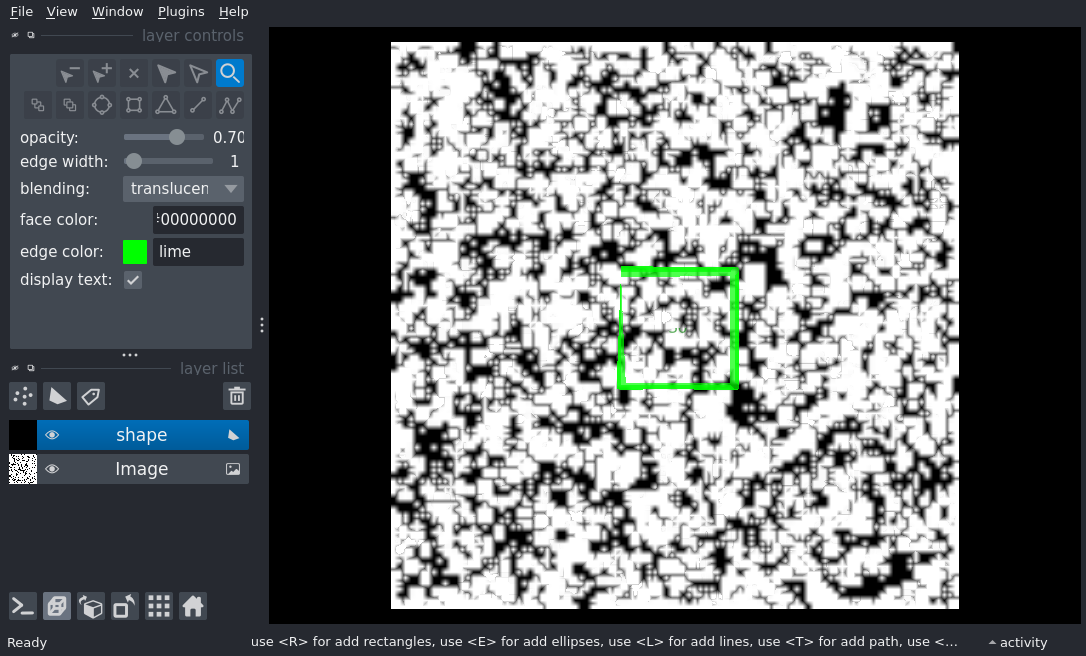 File View Window Plugins Help
layer controls
opacity: 0.70
edge width: 1
blending: translucen
face color: 00000000
edge color: lime
display text:
layer list
shape
Image
Ready use <R> for add rectangles, use <E> for add ellipses, use <L> for add lines, use <T> for add path, use <... activity